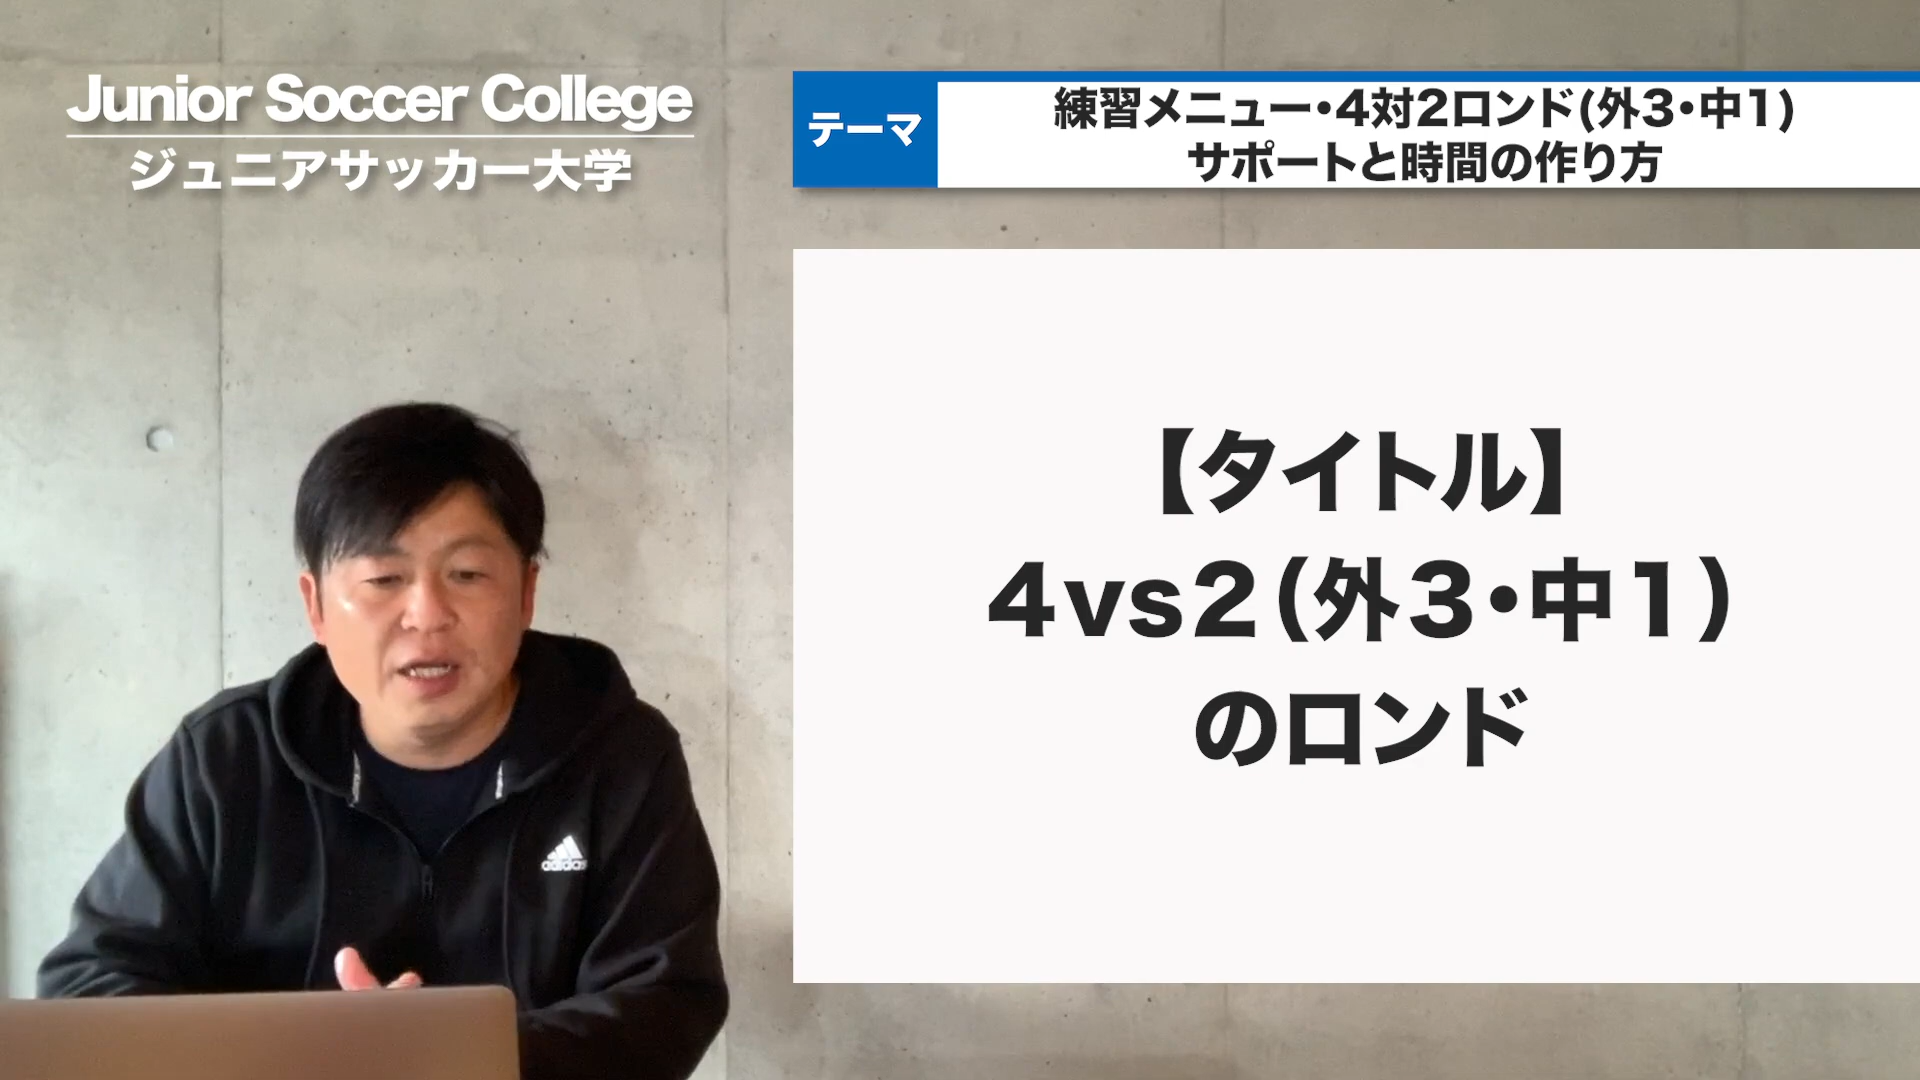 Junior Soccer College
ジュニアサッカー大学
テーマ
練習メニュー・4対2ロンド(外3・中1)
サポートと時間の作り方
【タイトル】
4vs2(外3・中1)
のロンド
adidas